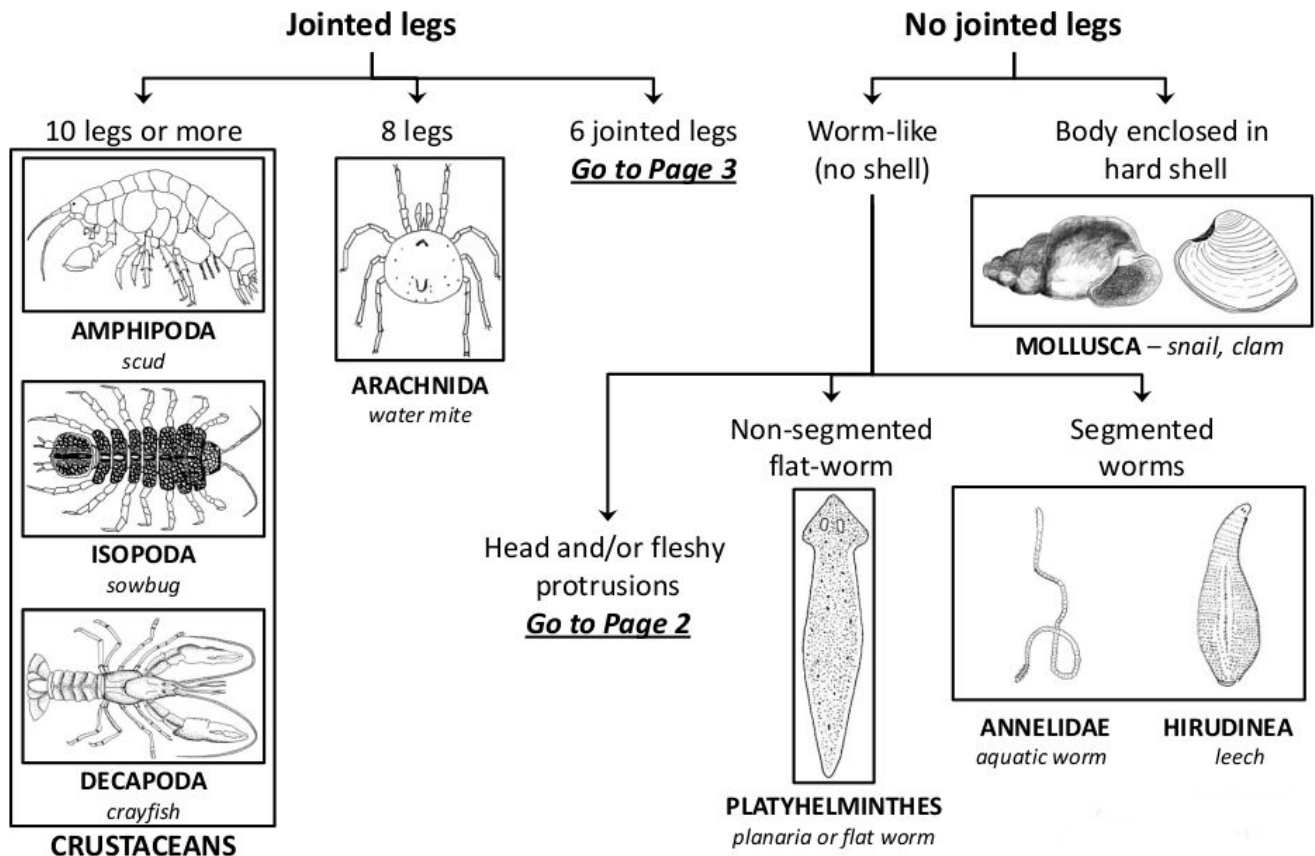 Jointed legs
No jointed legs
10 legs or more
8 legs
6 jointed legs
Go to Page 3
Worm-like
(no shell)
Body enclosed in
hard shell
AMPHIPODA
scud
ARACHNIDA
water mite
MOLLUSCA – snail, clam
ISOPODA
sowbug
Head and/or fleshy
protrusions
Go to Page 2
Non-segmented
flat-worm
Segmented
worms
DECAPODA
crayfish
CRUSTACEANS
PLATYHELMINTHES
planaria or flat worm
ANNELIDAE
aquatic worm
HIRUDINEA
leech